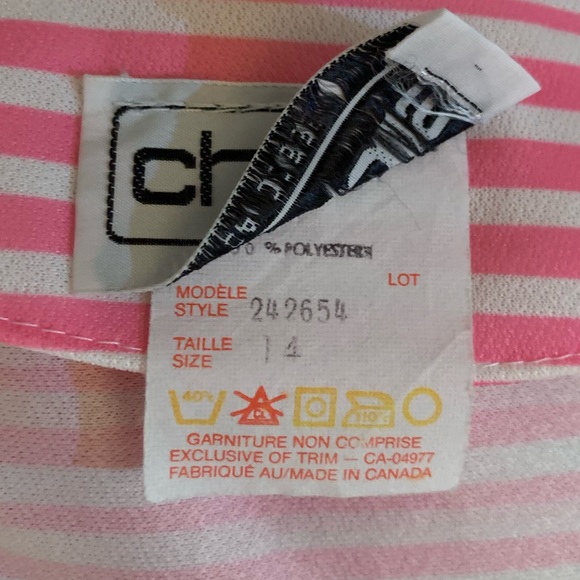 ch
% POLYESTER
LOT
MODÈLE
STYLE 242654
TAILLE
SIZE 14
40° CL 110°
GARNITURE NON COMPRISE
EXCLUSIVE OF TRIM — CA-04977
FABRIQUÉ AU/MADE IN CANADA